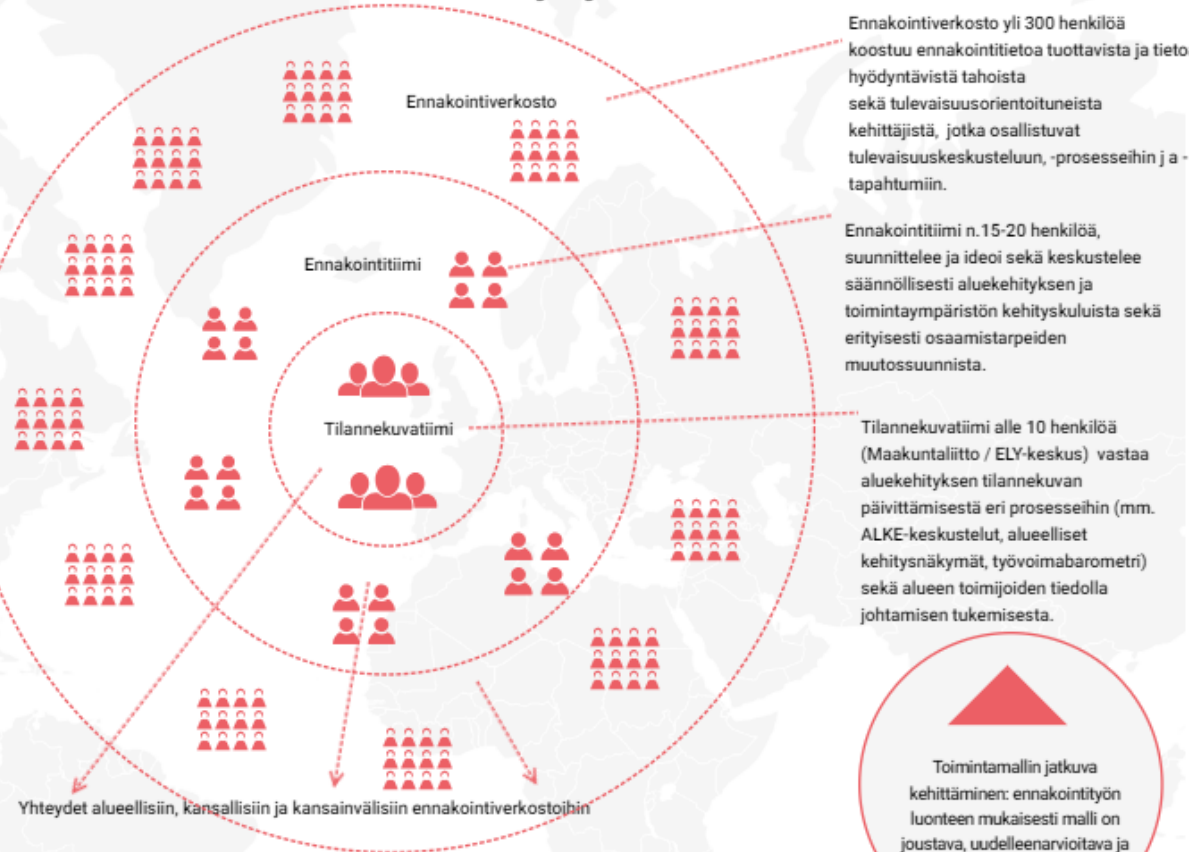 Ennakointiverkosto
Ennakointitiimi
Tilannekuvatiimi
Yhteydet alueellisiin, kansallisiin ja kansainvälisiin ennakointiverkostoihin
Ennakointiverkosto yli 300 henkilöä
koostuu ennakointitietoa tuottavista ja tieto
hyödyntävistä tahoista
sekä tulevaisuusorientoituneista
kehittäjistä, jotka osallistuvat
tulevaisuuskeskusteluun, -prosesseihin j a -
tapahtumiin.
Ennakointitiimi n.15-20 henkilöä,
suunnittelee ja ideoi sekä keskustelee
säännöllisesti aluekehityksen ja
toimintaympäristön kehityskuluista sekä
erityisesti osaamistarpeiden
muutossuunnista.
Tilannekuvatiimi alle 10 henkilöä
(Maakuntaliitto / ELY-keskus) vastaa
aluekehityksen tilannekuvan
päivittämisestä eri prosesseihin (mm.
ALKE-keskustelut, alueelliset
kehitysnäkymät, työvoimabarometri)
sekä alueen toimijoiden tiedolla
johtamisen tukemisesta.
Toimintamallin jatkuva
kehittäminen: ennakointityön
luonteen mukaisesti malli on
joustava, uudelleenarvioitava ja